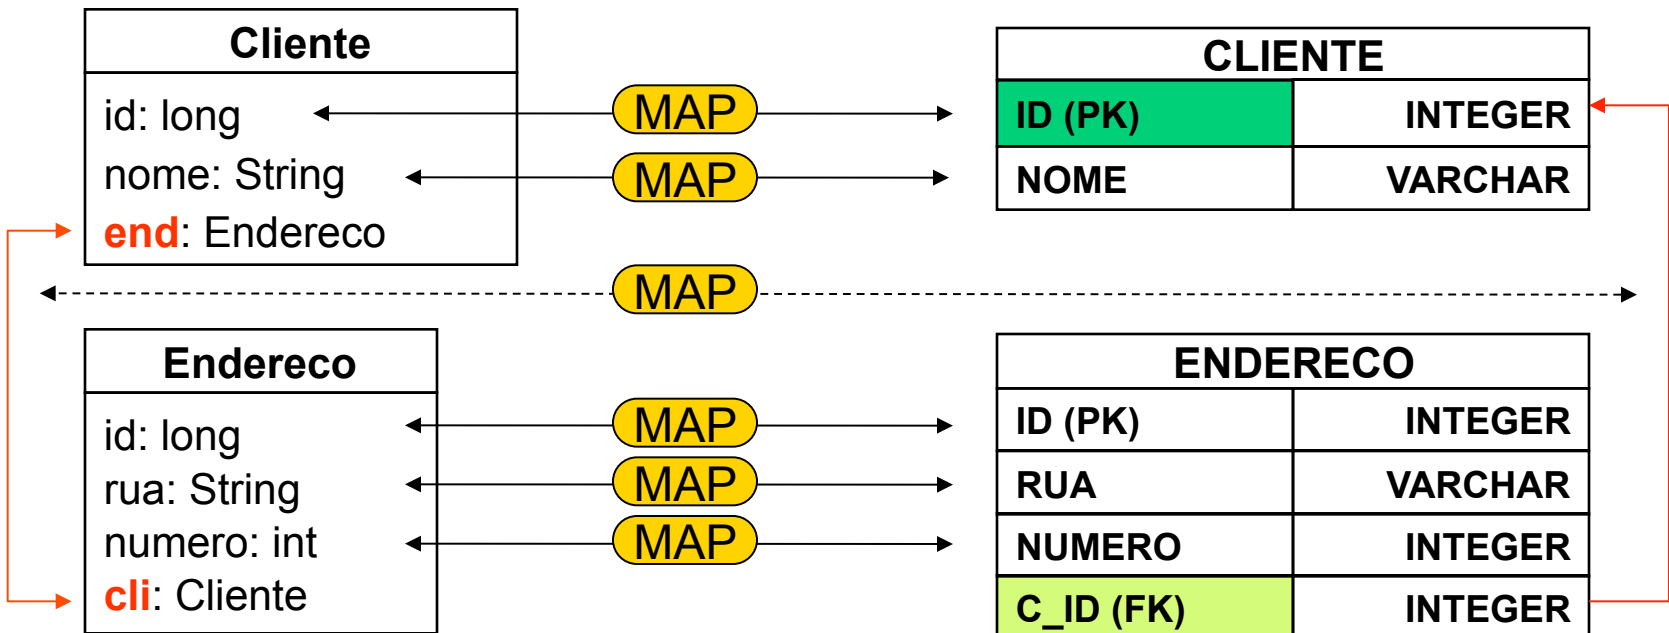 Cliente
id: long
nome: String
end: Endereco
MAP
MAP
CLIENTE
ID (PK) INTEGER
NOME VARCHAR
MAP
Endereco
id: long
rua: String
numero: int
cli: Cliente
MAP
MAP
MAP
ENDERECO
ID (PK) INTEGER
RUA VARCHAR
NUMERO INTEGER
C_ID (FK) INTEGER